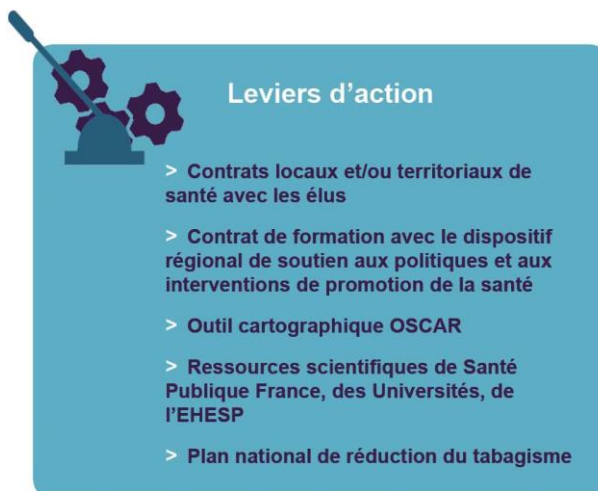 Leviers d'action
> Contrats locaux et/ou territoriaux de
santé avec les élus
> Contrat de formation avec le dispositif
régional de soutien aux politiques et aux
interventions de promotion de la santé
> Outil cartographique OSCAR
> Ressources scientifiques de Santé
Publique France, des Universités, de
l'EHESP
> Plan national de réduction du tabagisme